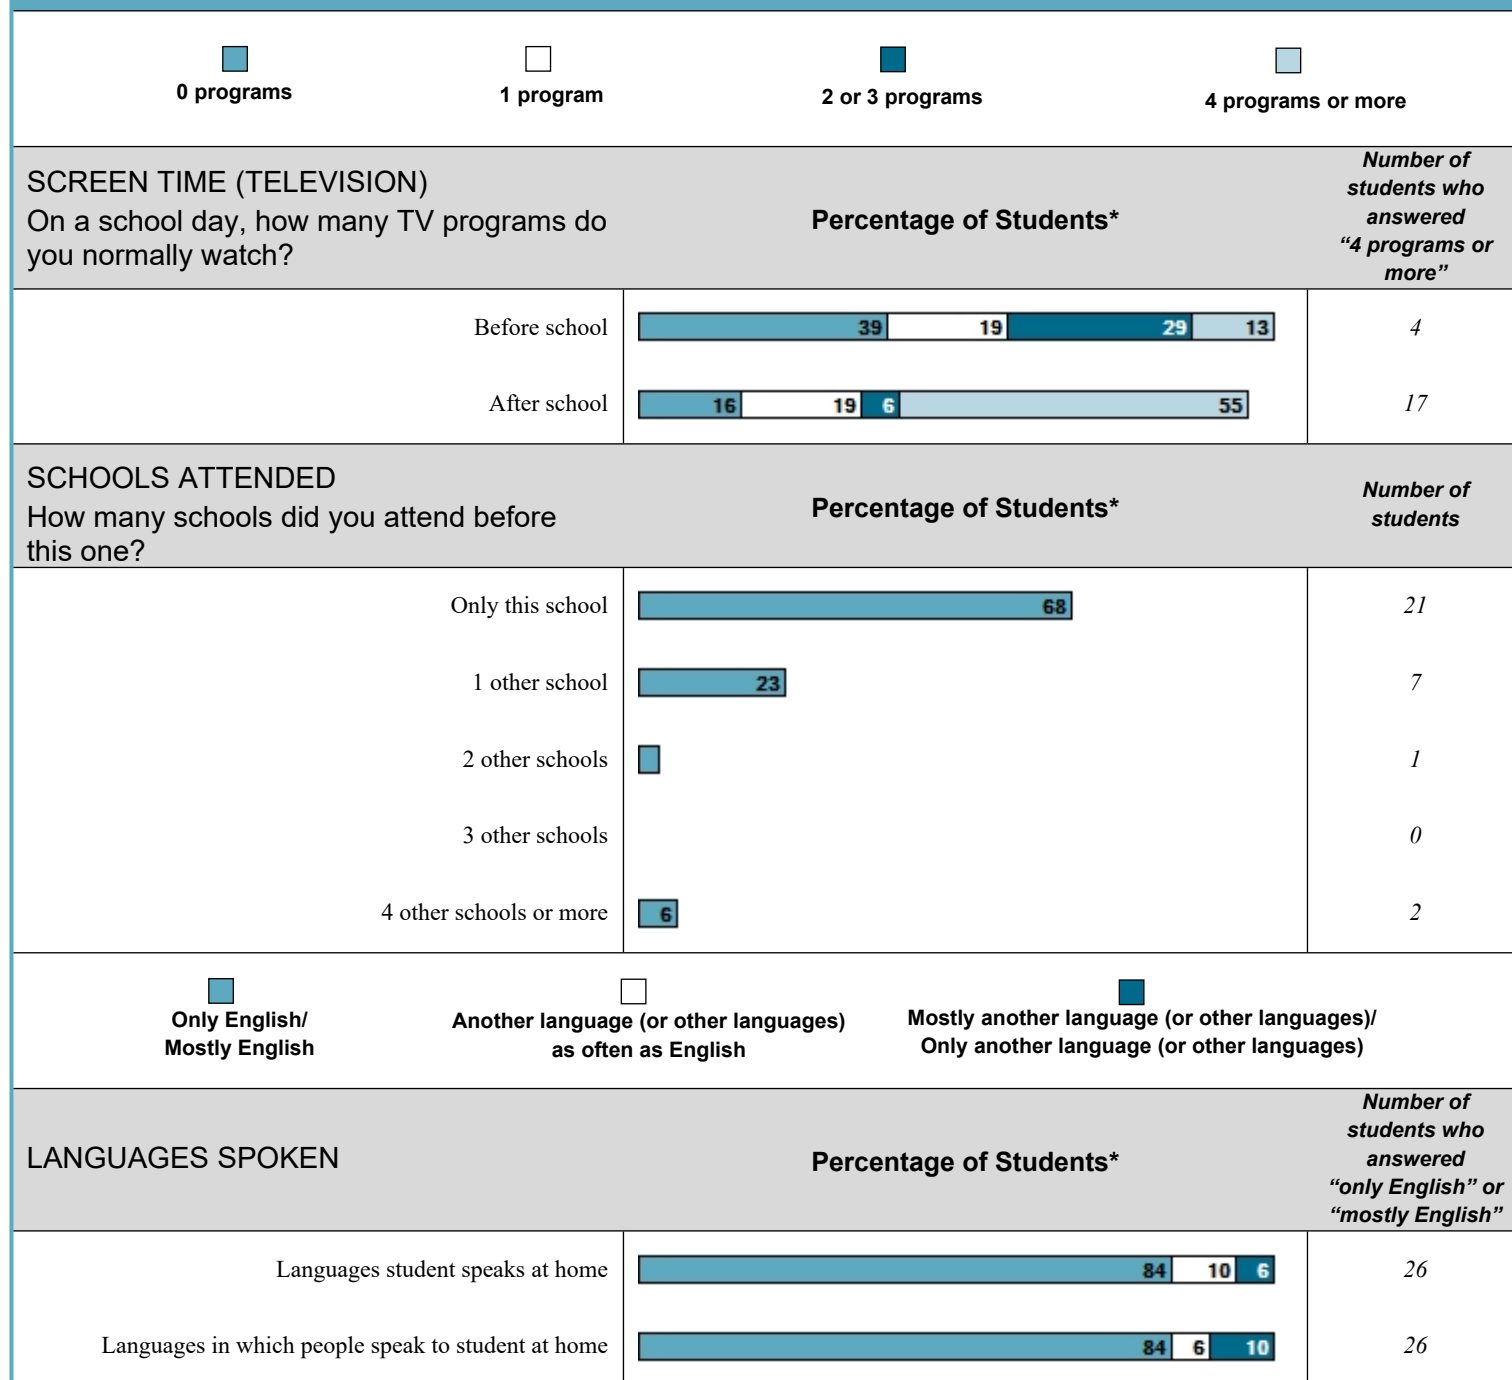 0 programs
1 program
2 or 3 programs
4 programs or more
SCREEN TIME (TELEVISION)
On a school day, how many TV programs do
you normally watch?
Percentage of Students*
Number of
students who
answered
“4 programs or
more”
Before school
39 19 29 13
4
After school
16 19 6 55
17
SCHOOLS ATTENDED
How many schools did you attend before
this one?
Percentage of Students*
Number of
students
Only this school
68
21
1 other school
23
7
2 other schools
1
3 other schools
0
4 other schools or more
6
2
Only English/
Mostly English
Another language (or other languages)
as often as English
Mostly another language (or other languages)/
Only another language (or other languages)
LANGUAGES SPOKEN
Percentage of Students*
Number of
students who
answered
“only English” or
“mostly English”
Languages student speaks at home
84 10 6
26
Languages in which people speak to student at home
84 6 10
26